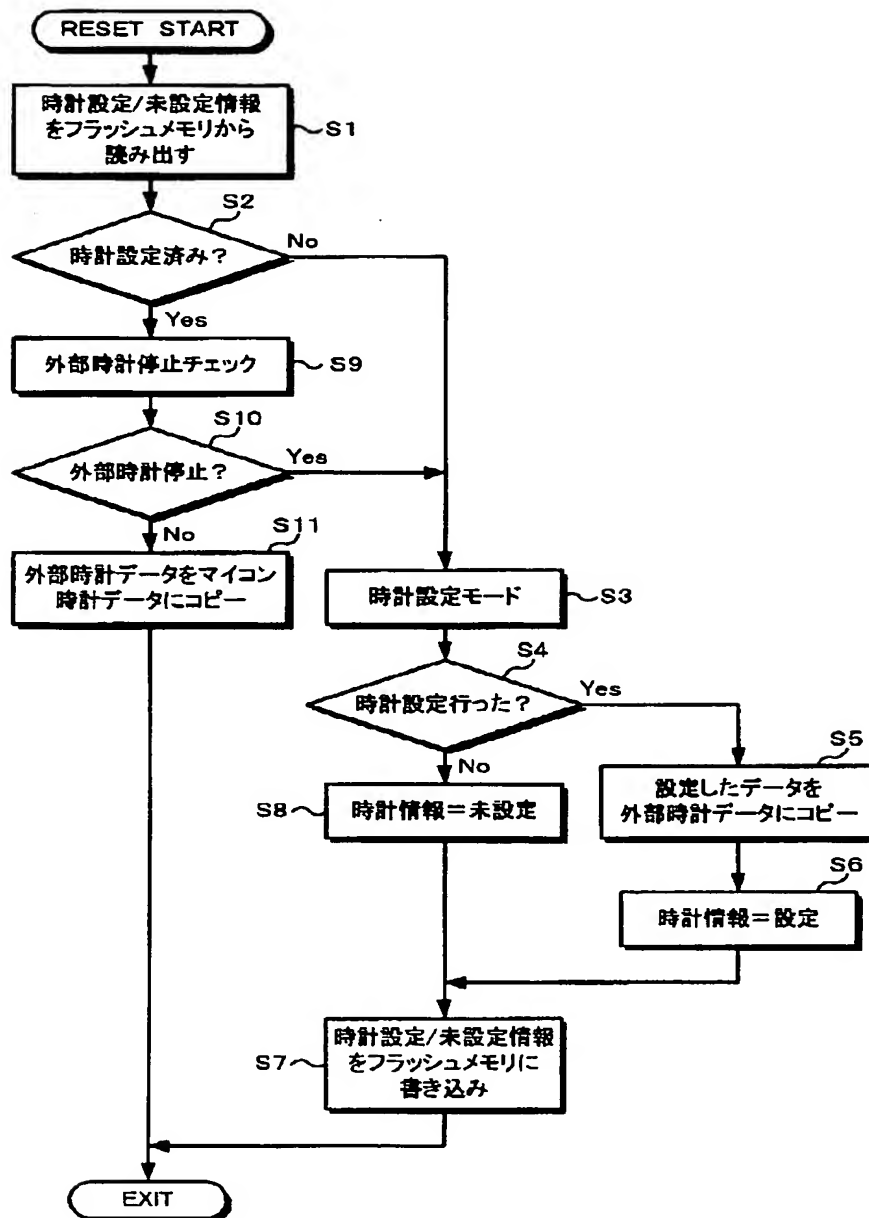 RESET START
時計設定/未設定情報
をフラッシュメモリから
読み出す
S1
S2
時計設定済み？
No
Yes
外部時計停止チェック
S9
S10
外部時計停止？
Yes
No
S11
外部時計データをマイコン
時計データにコピー
時計設定モード
S3
S4
時計設定行った？
Yes
No
S5
設定したデータを
外部時計データにコピー
S8
時計情報＝未設定
S6
時計情報＝設定
S7
時計設定/未設定情報
をフラッシュメモリに
書き込み
EXIT